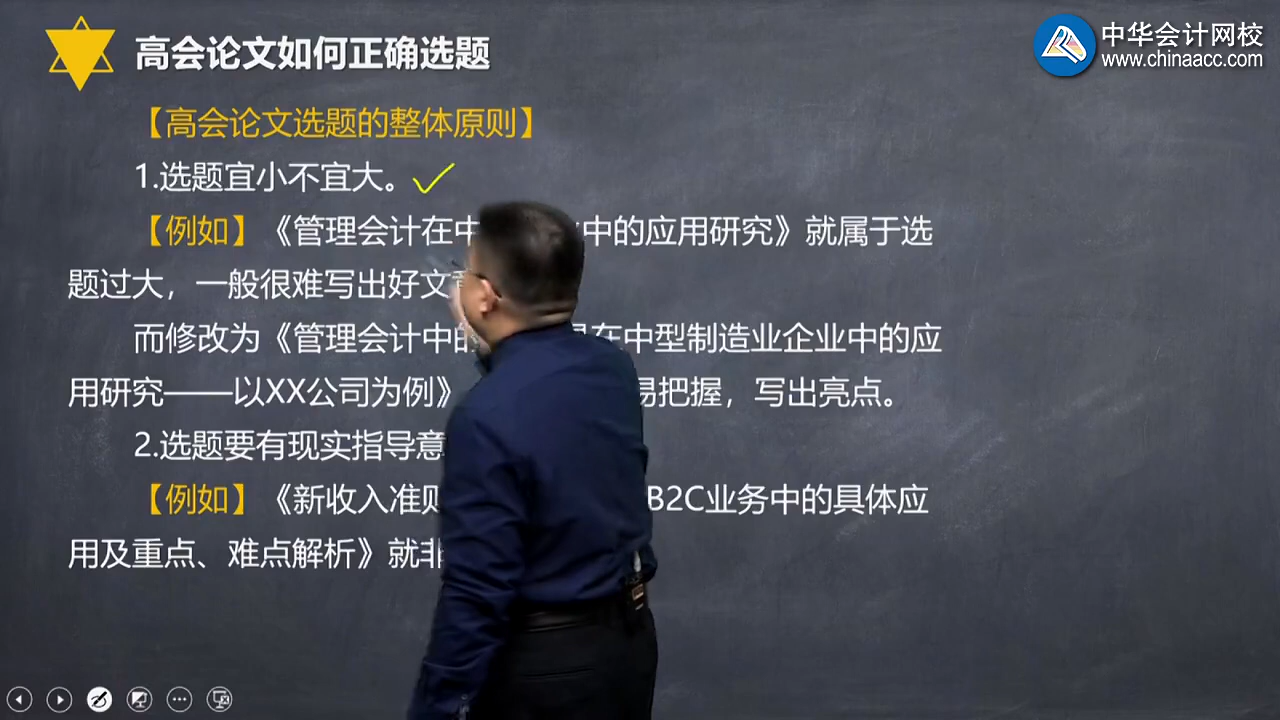 高会论文如何正确选题
中华会计网校
www.chinaacc.com
【高会论文选题的整体原则】
1.选题宜小不宜大。
【例如】《管理会计在中 中的应用研究》就属于选
题过大，一般很难写出好文
而修改为《管理会计中的 在中型制造业企业中的应
用研究——以XX公司为例》 易把握，写出亮点。
2.选题要有现实指导意
【例如】《新收入准则 B2C业务中的具体应
用及重点、难点解析》就非